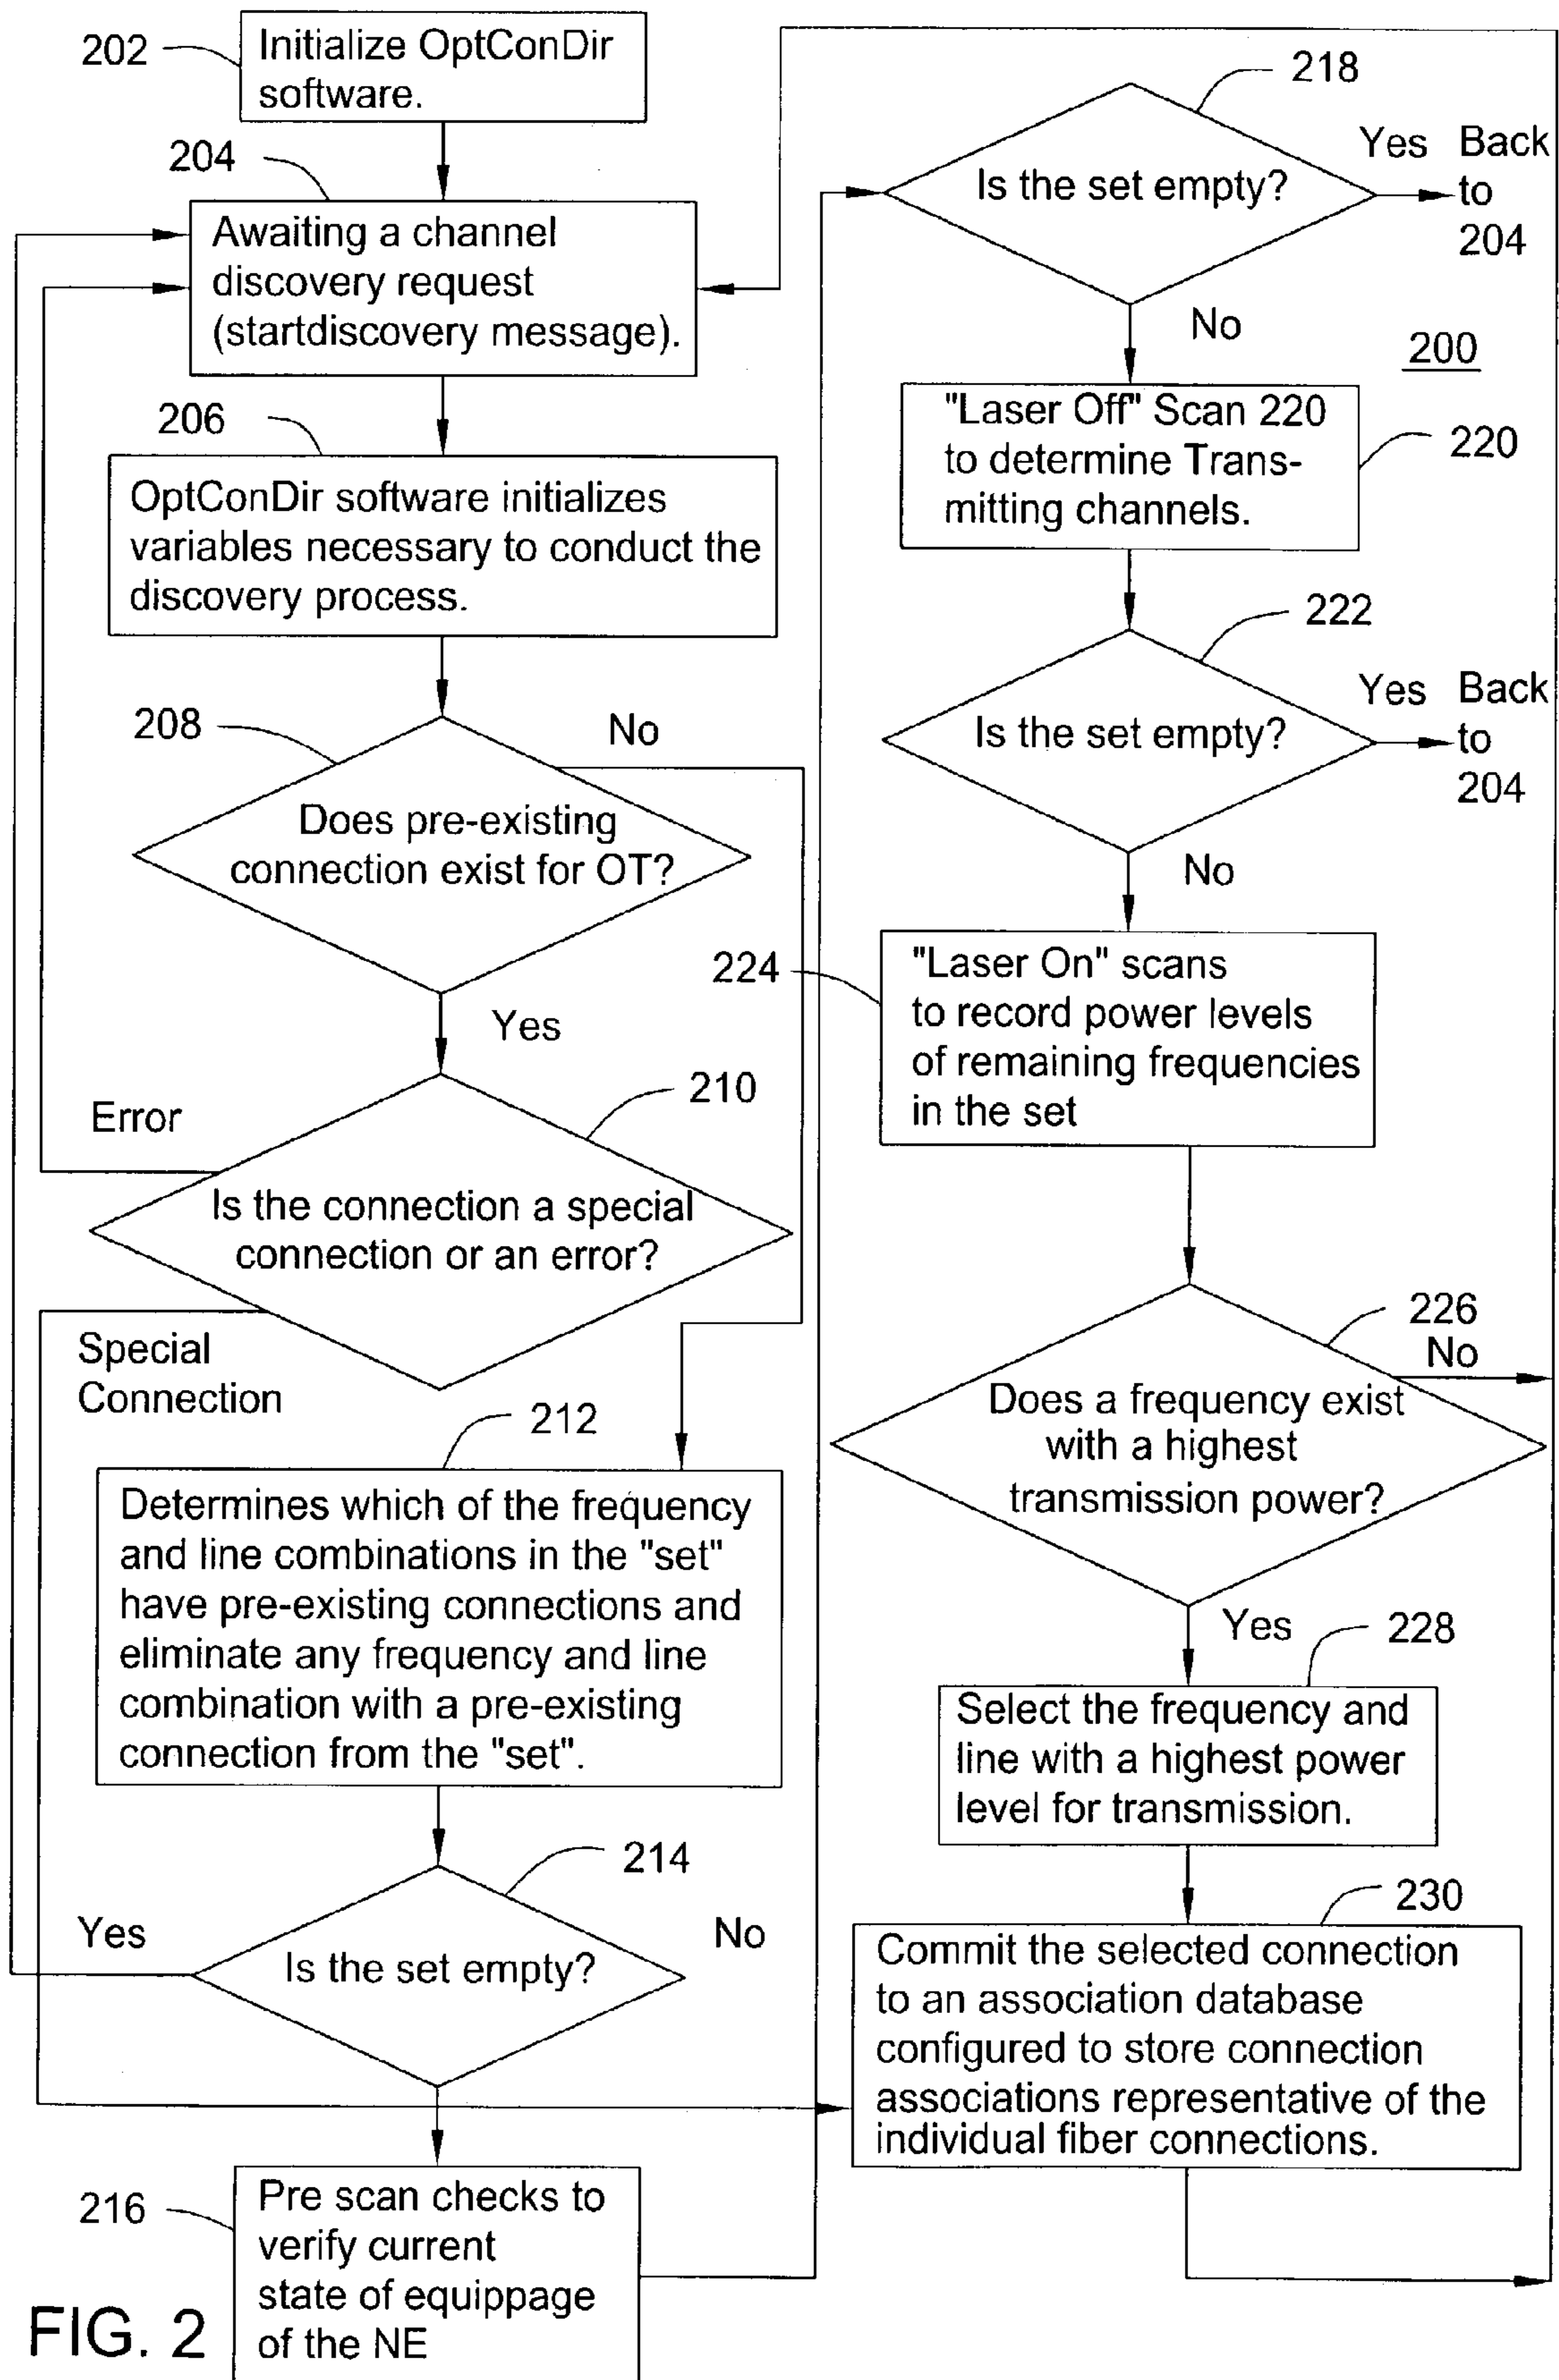 202
Initialize OptConDir
software.
204
Awaiting a channel
discovery request
(startdiscovery message).
206
OptConDir software initializes
variables necessary to conduct the
discovery process.
208
No
Does pre-existing
connection exist for OT?
Yes
210
Error
Is the connection a special
connection or an error?
Special
Connection
212
Determines which of the frequency
and line combinations in the "set"
have pre-existing connections and
eliminate any frequency and line
combination with a pre-existing
connection from the "set".
214
Yes
No
Is the set empty?
216
Pre scan checks to
verify current
state of equippage
of the NE
218
Is the set empty?
Yes Back
to
204
No
200
"Laser Off" Scan 220
to determine Trans-
mitting channels.
220
222
Is the set empty?
Yes Back
to
204
No
224
"Laser On" scans
to record power levels
of remaining frequencies
in the set
226
No
Does a frequency exist
with a highest
transmission power?
Yes
228
Select the frequency and
line with a highest power
level for transmission.
230
Commit the selected connection
to an association database
configured to store connection
associations representative of the
individual fiber connections.
FIG. 2